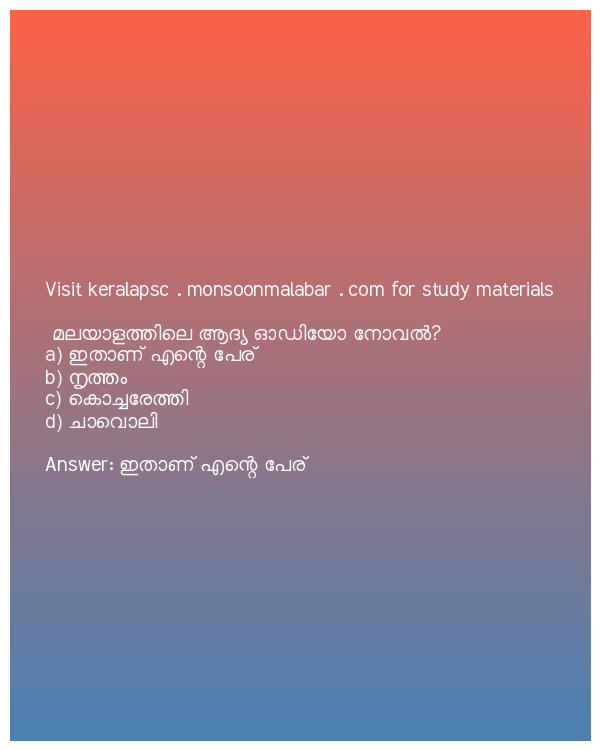 Visit keralapsc . monsoonmalabar . com for study materials
മലയാളത്തിലെ ആദ്യ ഓഡിയോ നോവൽ?
a) ഇതാണ് എന്റെ പേര്
b) നൃത്തം
c) കൊച്ചരേത്തി
d) ചാവൊലി
Answer: ഇതാണ് എന്റെ പേര്